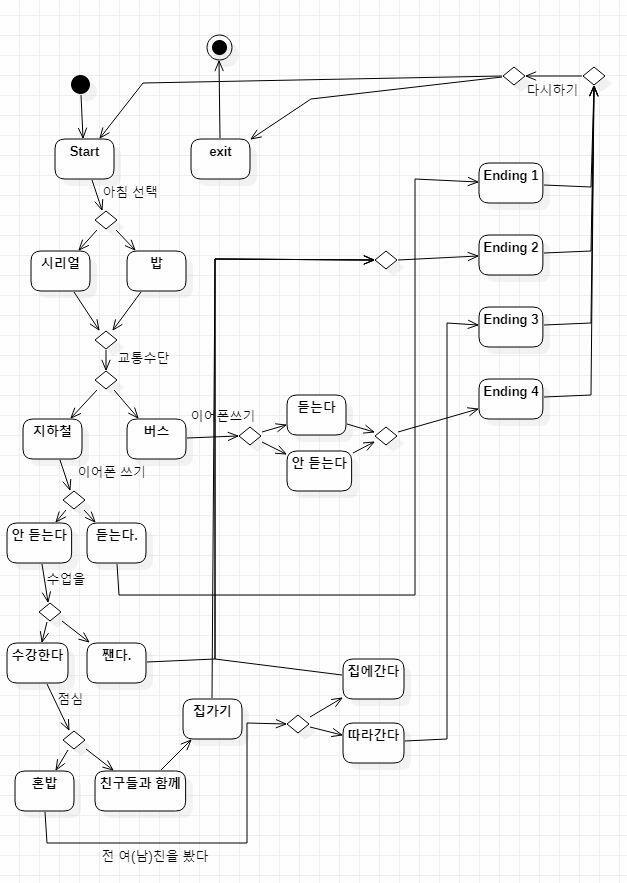 다시하기
Start
exit
Ending 1
아침 선택
시리얼
밥
Ending 2
교통수단
Ending 3
지하철
버스
이어폰쓰기
듣는다
안 듣는다
Ending 4
이어폰 쓰기
안 듣는다
듣는다.
수업을
수강한다
짼다.
집에간다
점심
집가기
따라간다
혼밥
친구들과 함께
전 여(남)친을 봤다